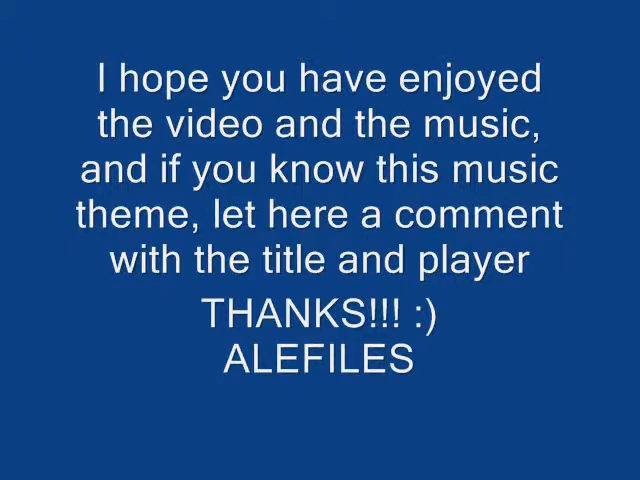 I hope you have enjoyed
the video and the music,
and if you know this music
theme, let here a comment
with the title and player
THANKS!!! :)
ALEFILES